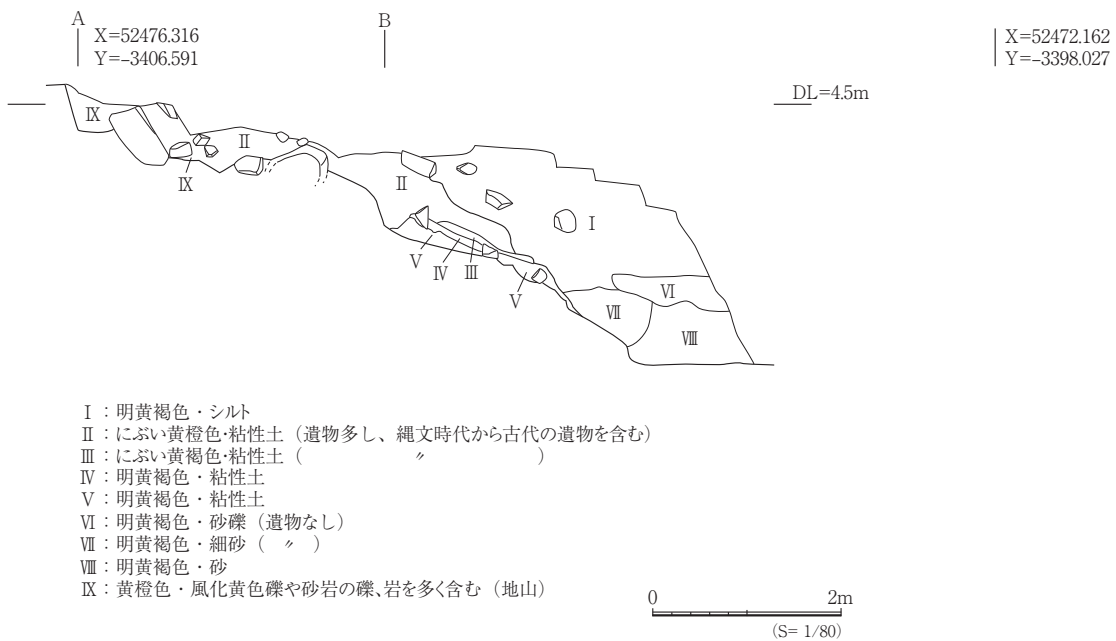 A
X=52476.316
Y=-3406.591
B
X=52472.162
Y=-3398.027
DL=4.5m
Ⅸ
Ⅱ
Ⅸ
Ⅱ
Ⅰ
Ⅴ
Ⅳ
Ⅲ
Ⅴ
Ⅵ
Ⅶ
Ⅷ
Ⅰ：明黄褐色・シルト
Ⅱ：にぶい黄橙色・粘性土（遺物多し、縄文時代から古代の遺物を含む）
Ⅲ：にぶい黄褐色・粘性土（　〃　）
Ⅳ：明黄褐色・粘性土
Ⅴ：明黄褐色・粘性土
Ⅵ：明黄褐色・砂礫（遺物なし）
Ⅶ：明黄褐色・細砂（　〃　）
Ⅷ：明黄褐色・砂
Ⅸ：黄橙色・風化黄色礫や砂岩の礫、岩を多く含む（地山）
0 2m
(S= 1/80)